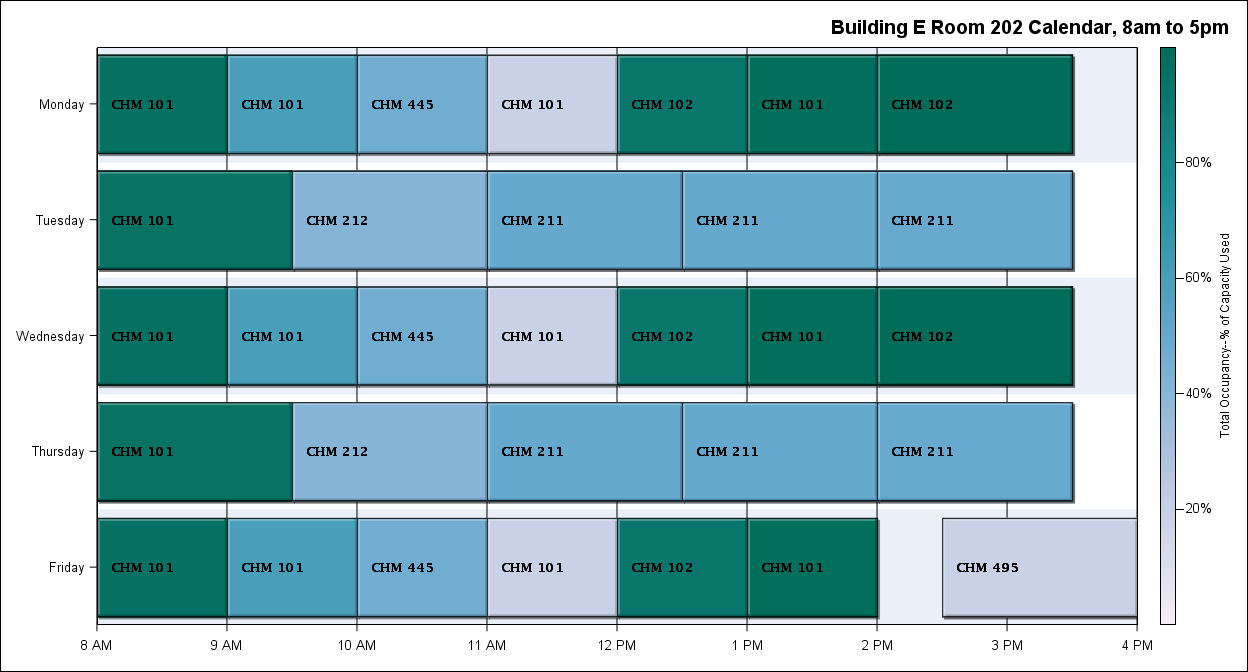 Building E Room 202 Calendar, 8am to 5pm
Monday
CHM 101
CHM 101
CHM 445
CHM 101
CHM 102
CHM 101
CHM 102
Tuesday
CHM 101
CHM 212
CHM 211
CHM 211
CHM 211
Wednesday
CHM 101
CHM 101
CHM 445
CHM 101
CHM 102
CHM 101
CHM 102
Thursday
CHM 101
CHM 212
CHM 211
CHM 211
CHM 211
Friday
CHM 101
CHM 101
CHM 445
CHM 101
CHM 102
CHM 101
CHM 495
8 AM
9 AM
10 AM
11 AM
12 PM
1 PM
2 PM
3 PM
4 PM
80%
60%
40%
20%
Total Occupancy--% of Capacity Used